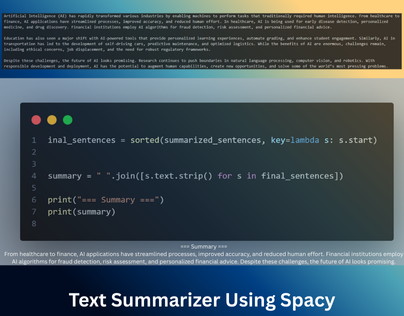 Artificial Intelligence (AI) has rapidly transformed various industries by enabling machines to perform tasks that traditionally required human intelligence. From healthcare to
finance, AI applications have streamlined processes, improved accuracy, and reduced human effort. In healthcare, AI is being used for early disease detection, personalized
medicine, and drug discovery. Financial institutions employ AI algorithms for fraud detection, risk assessment, and personalized financial advice.
Education has also seen a major shift with AI-powered tools that provide personalized learning experiences, automate grading, and enhance student engagement. Similarly, AI in
transportation has led to the development of self-driving cars, predictive maintenance, and optimized logistics. While the benefits of AI are enormous, challenges remain,
including ethical concerns, job displacement, and the need for robust regulatory frameworks.
Despite these challenges, the future of AI looks promising. Research continues to push boundaries in natural language processing, computer vision, and robotics. With
responsible development and deployment, AI has the potential to augment human capabilities, create new opportunities, and solve some of the world's most pressing problems.
1 inal_sentences = sorted(summarized_sentences, key=lambda s: s.start)
2
3
4 summary = " ".join([s.text.strip() for s in final_sentences])
5
6 print("=== Summary ===")
7 print(summary)
8
=== Summary ===
From healthcare to finance, AI applications have streamlined processes, improved accuracy, and reduced human effort. Financial institutions employ
AI algorithms for fraud detection, risk assessment, and personalized financial advice. Despite these challenges, the future of AI looks promising.
Text Summarizer Using Spacy